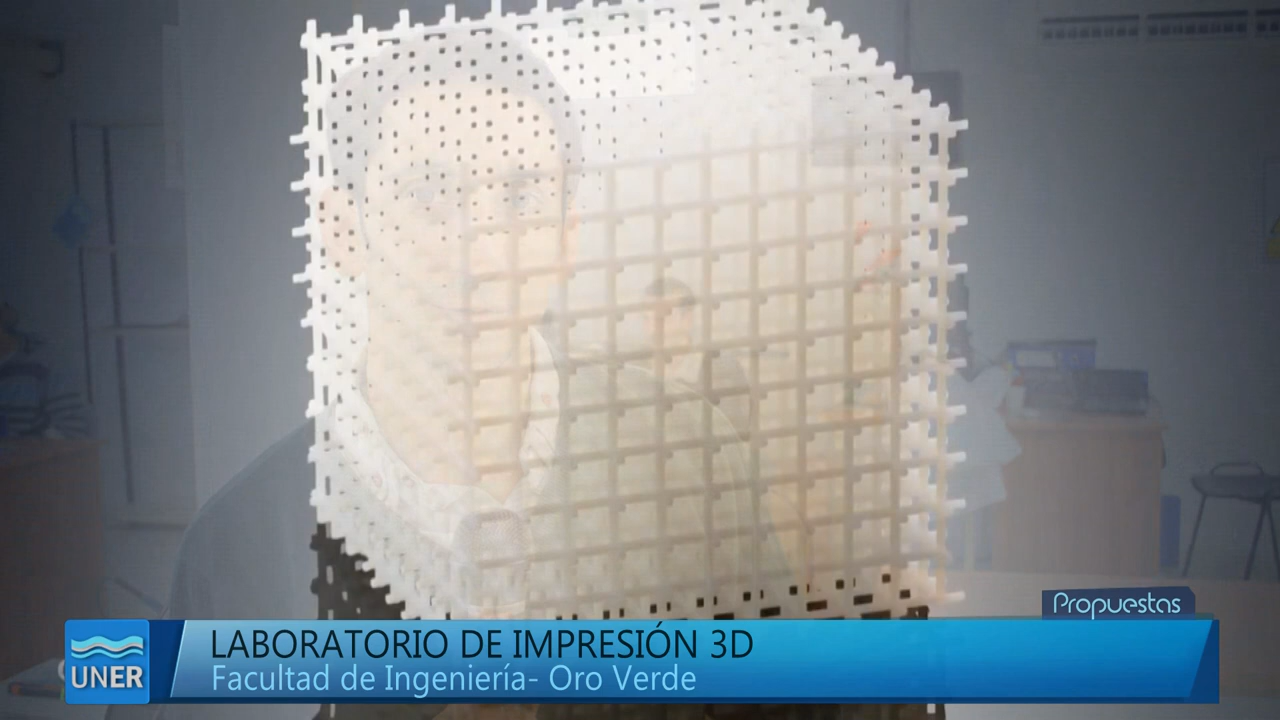 Propuestas
LABORATORIO DE IMPRESIÓN 3D
Facultad de Ingeniería- Oro Verde
UNER